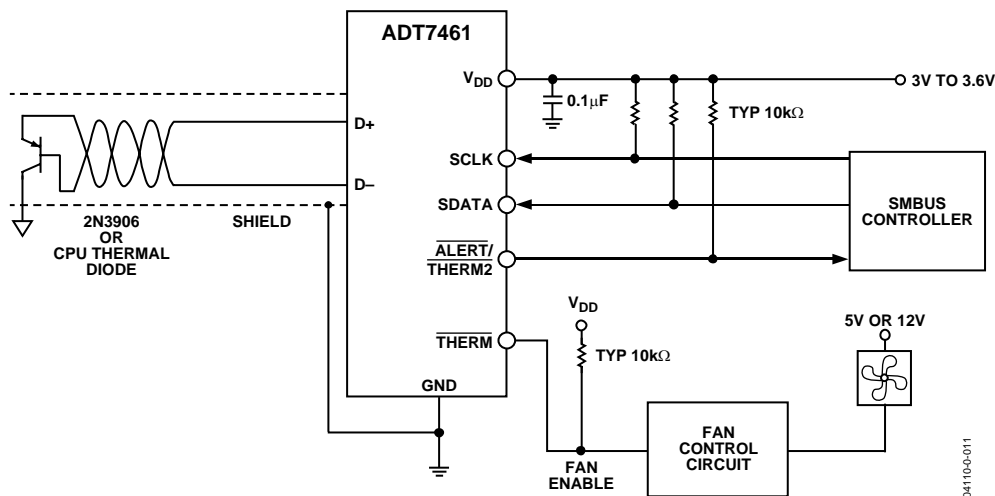 ADT7461
VDD
3V TO 3.6V
0.1μF
TYP 10kΩ
D+
SCLK
D–
SDATA
SMBUS
CONTROLLER
2N3906
OR
CPU THERMAL
DIODE
SHIELD
ALERT/
THERM2
VDD
5V OR 12V
THERM
TYP 10kΩ
GND
FAN
CONTROL
CIRCUIT
FAN
ENABLE
04110-0-011